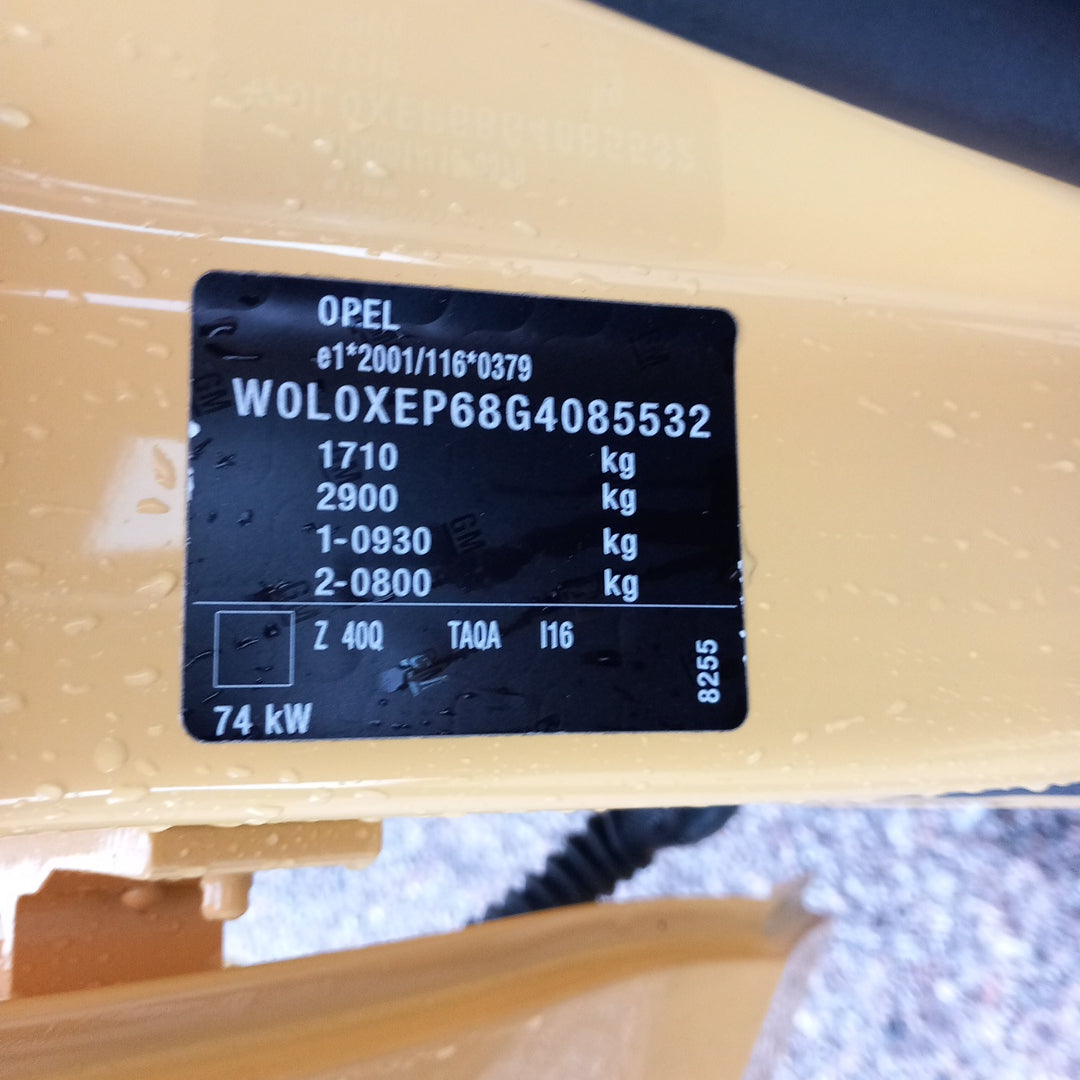 OPEL
e1*2001/116*0379
W0L0XEP68G4085532
1710 kg
2900 kg
1-0930 kg
2-0800 kg
Z 40Q TAQA I16
8255
74 kW